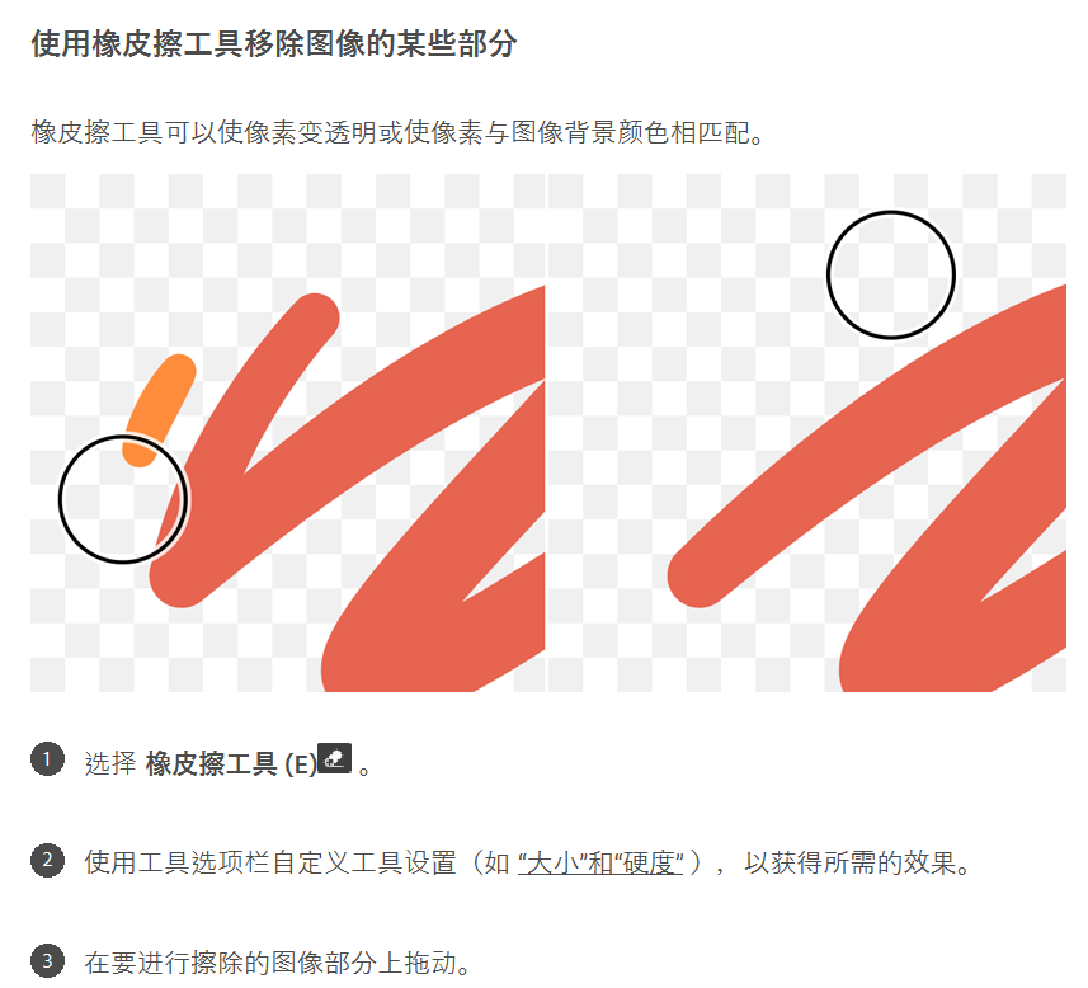 使用橡皮擦工具移除图像的某些部分
橡皮擦工具可以使像素变透明或使像素与图像背景颜色相匹配。
1 选择 橡皮擦工具 (E) 。
2 使用工具选项栏自定义工具设置（如 “大小”和“硬度” ），以获得所需的效果。
3 在要进行擦除的图像部分上拖动。